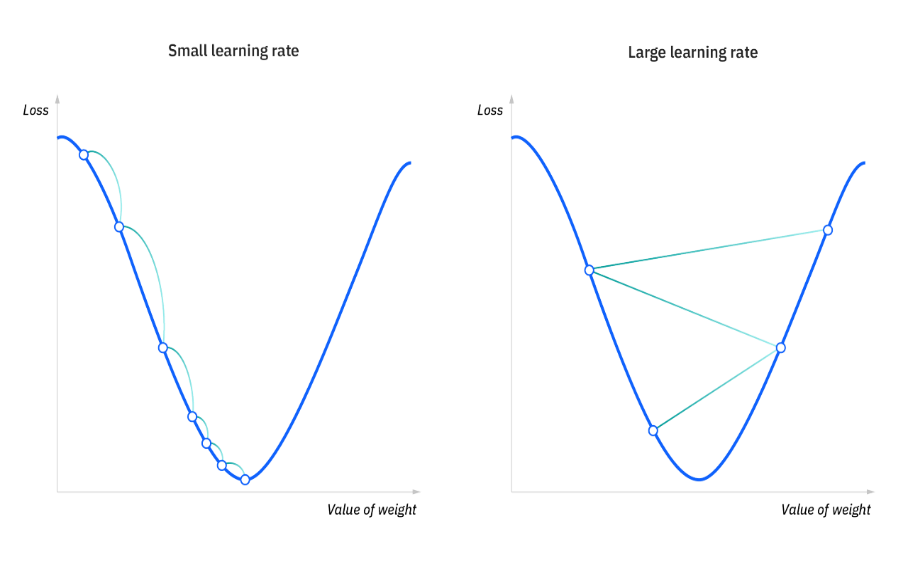 Small learning rate
Loss
Value of weight
Large learning rate
Loss
Value of weight